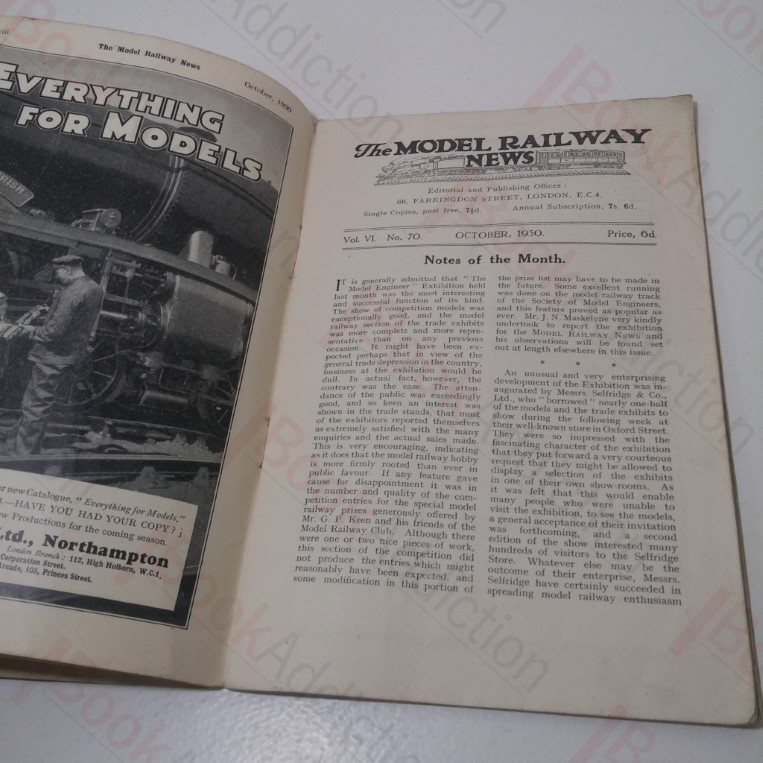 The Model Railway News
October, 1930
EVERYTHING
FOR MODELS
new Catalogue, "Everything for Models,"
—HAVE YOU HAD YOUR COPY?
New Productions for the coming season.
Ltd., Northampton
London Branch: 112, High Holborn, W.C.1.
Corporation Street.
Arcade, 108, Princes Street.
The MODEL RAILWAY
NEWS
Editorial and Publishing Offices:
66, FARRINGDON STREET, LONDON, E.C.4.
Single Copies, post free, 7½d. Annual Subscription, 7s. 6d.
Vol. VI. No. 70. OCTOBER, 1930. Price, 6d.
Notes of the Month.
IT is generally admitted that "The
Model Engineer" Exhibition held
last month was the most interesting
and successful function of its kind.
The show of competition models was
exceptionally good, and the model
railway section of the trade exhibits
was more complete and more repre-
sentative than on any previous
occasion. It might have been ex-
pected perhaps that in view of the
general trade depression in the country,
business at the exhibition would be
dull. In actual fact, however, the
contrary was the case. The atten-
dance of the public was exceedingly
good, and so keen an interest was
shown in the trade stands, that most
of the exhibitors reported themselves
as extremely satisfied with the many
enquiries and the actual sales made.
This is very encouraging, indicating
as it does that the model railway hobby
is more firmly rooted than ever in
public favour. If any feature gave
cause for disappointment it was in
the number and quality of the com-
petition entries for the special model
railway prizes generously offered by
Mr. G. P. Keen and his friends of the
Model Railway Club. Although there
were one or two nice pieces of work,
this section of the competition did
not produce the entries which might
reasonably have been expected, and
some modification in this portion of
the prize list may have to be made in
the future. Some excellent running
was done on the model railway track
of the Society of Model Engineers,
and this feature proved as popular as
ever. Mr. J. N. Maskelyne very kindly
undertook to report the exhibition
for the MODEL RAILWAY NEWS and
his observations will be found set
out at length elsewhere in this issue.
* * *
An unusual and very enterprising
development of the Exhibition was in-
augurated by Messrs. Selfridge & Co.,
Ltd., who "borrowed" nearly one-half
of the models and the trade exhibits to
show during the following week at
their well-known store in Oxford Street.
They were so impressed with the
fascinating character of the exhibition
that they put forward a very courteous
request that they might be allowed to
display a selection of the exhibits
in one of their own show-rooms. As
it was felt that this would enable
many people who were unable to
visit the exhibition, to see the models,
a general acceptance of their invitation
was forthcoming, and a second
edition of the show interested many
hundreds of visitors to the Selfridge
Store. Whatever else may be the
outcome of their enterprise, Messrs.
Selfridge have certainly succeeded in
spreading model railway enthusiasm
BookAddiction